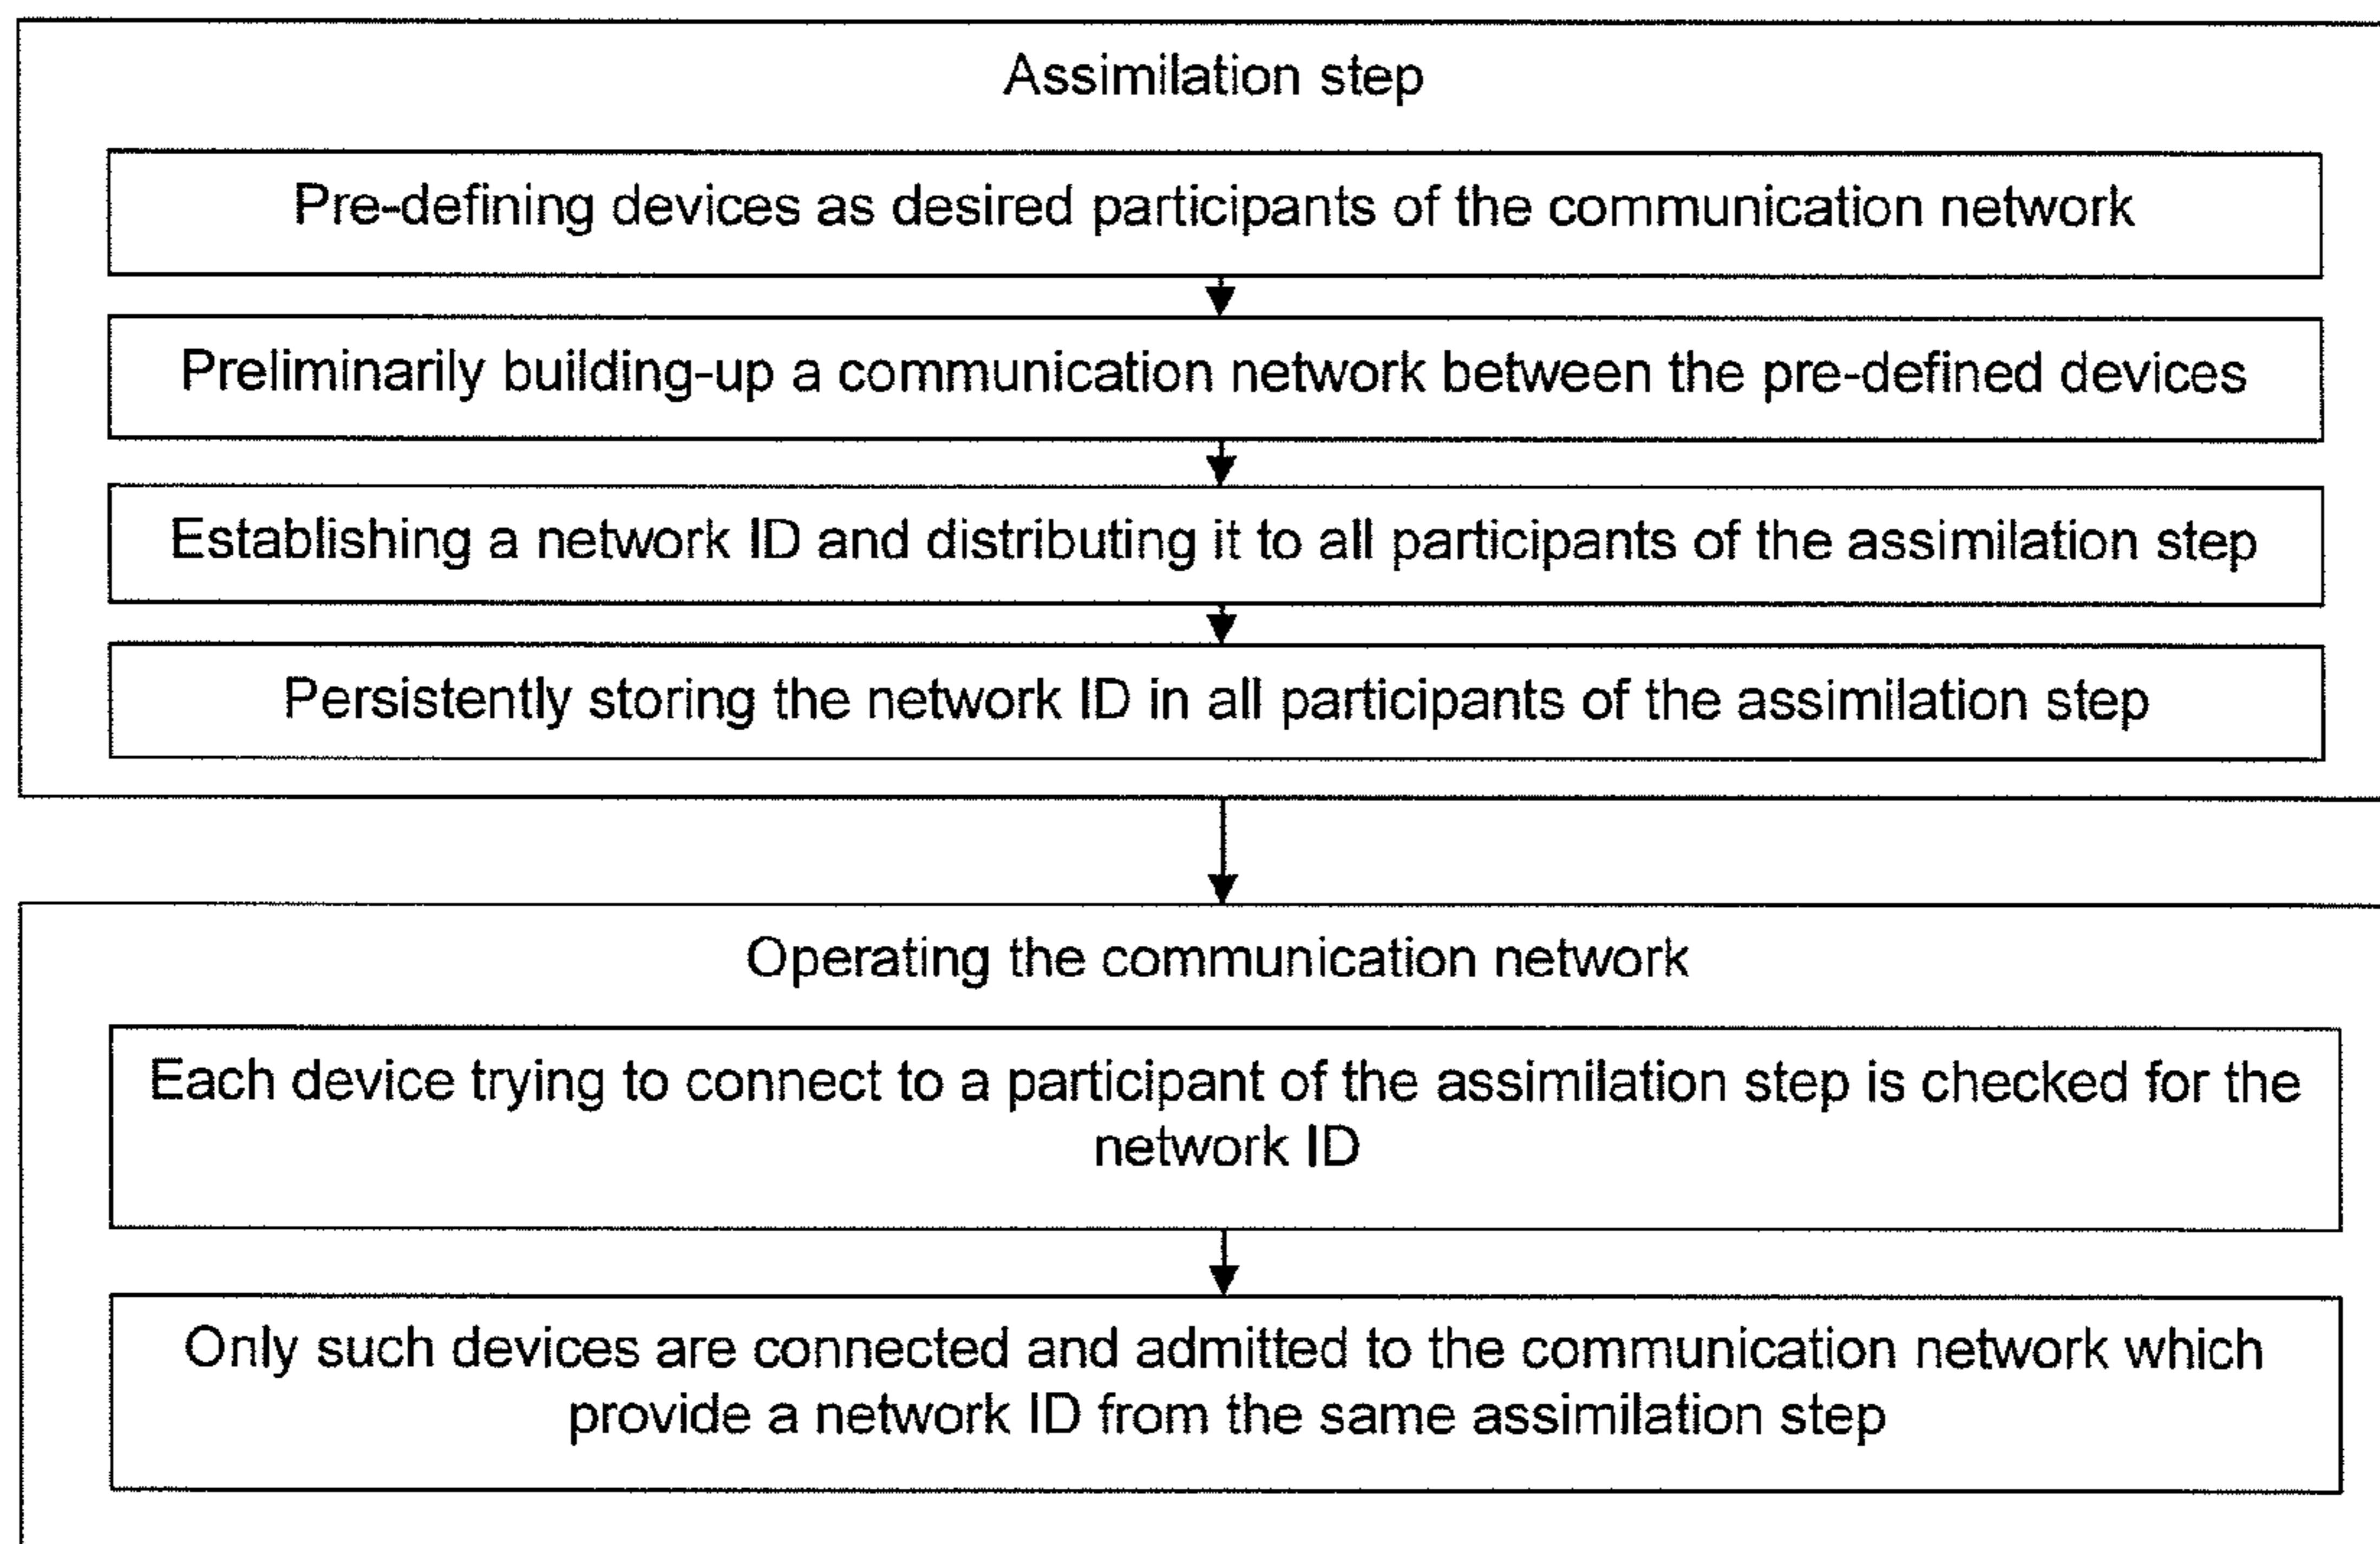 Assimilation step
Pre-defining devices as desired participants of the communication network
Preliminarily building-up a communication network between the pre-defined devices
Establishing a network ID and distributing it to all participants of the assimilation step
Persistently storing the network ID in all participants of the assimilation step
Operating the communication network
Each device trying to connect to a participant of the assimilation step is checked for the
network ID
Only such devices are connected and admitted to the communication network which
provide a network ID from the same assimilation step